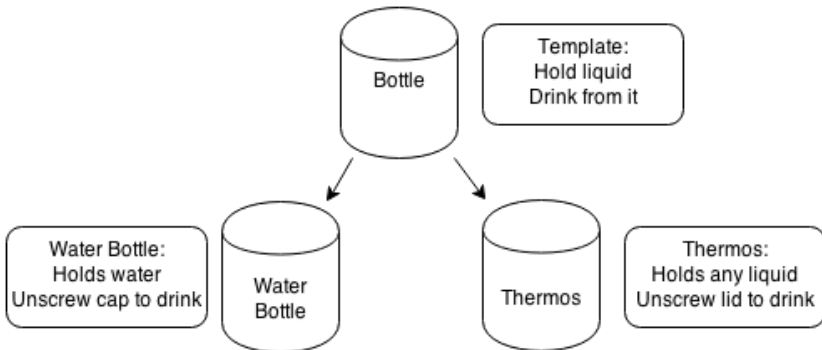 Bottle
Template:
Hold liquid
Drink from it
Water Bottle:
Holds water
Unscrew cap to drink
Water
Bottle
Thermos
Thermos:
Holds any liquid
Unscrew lid to drink